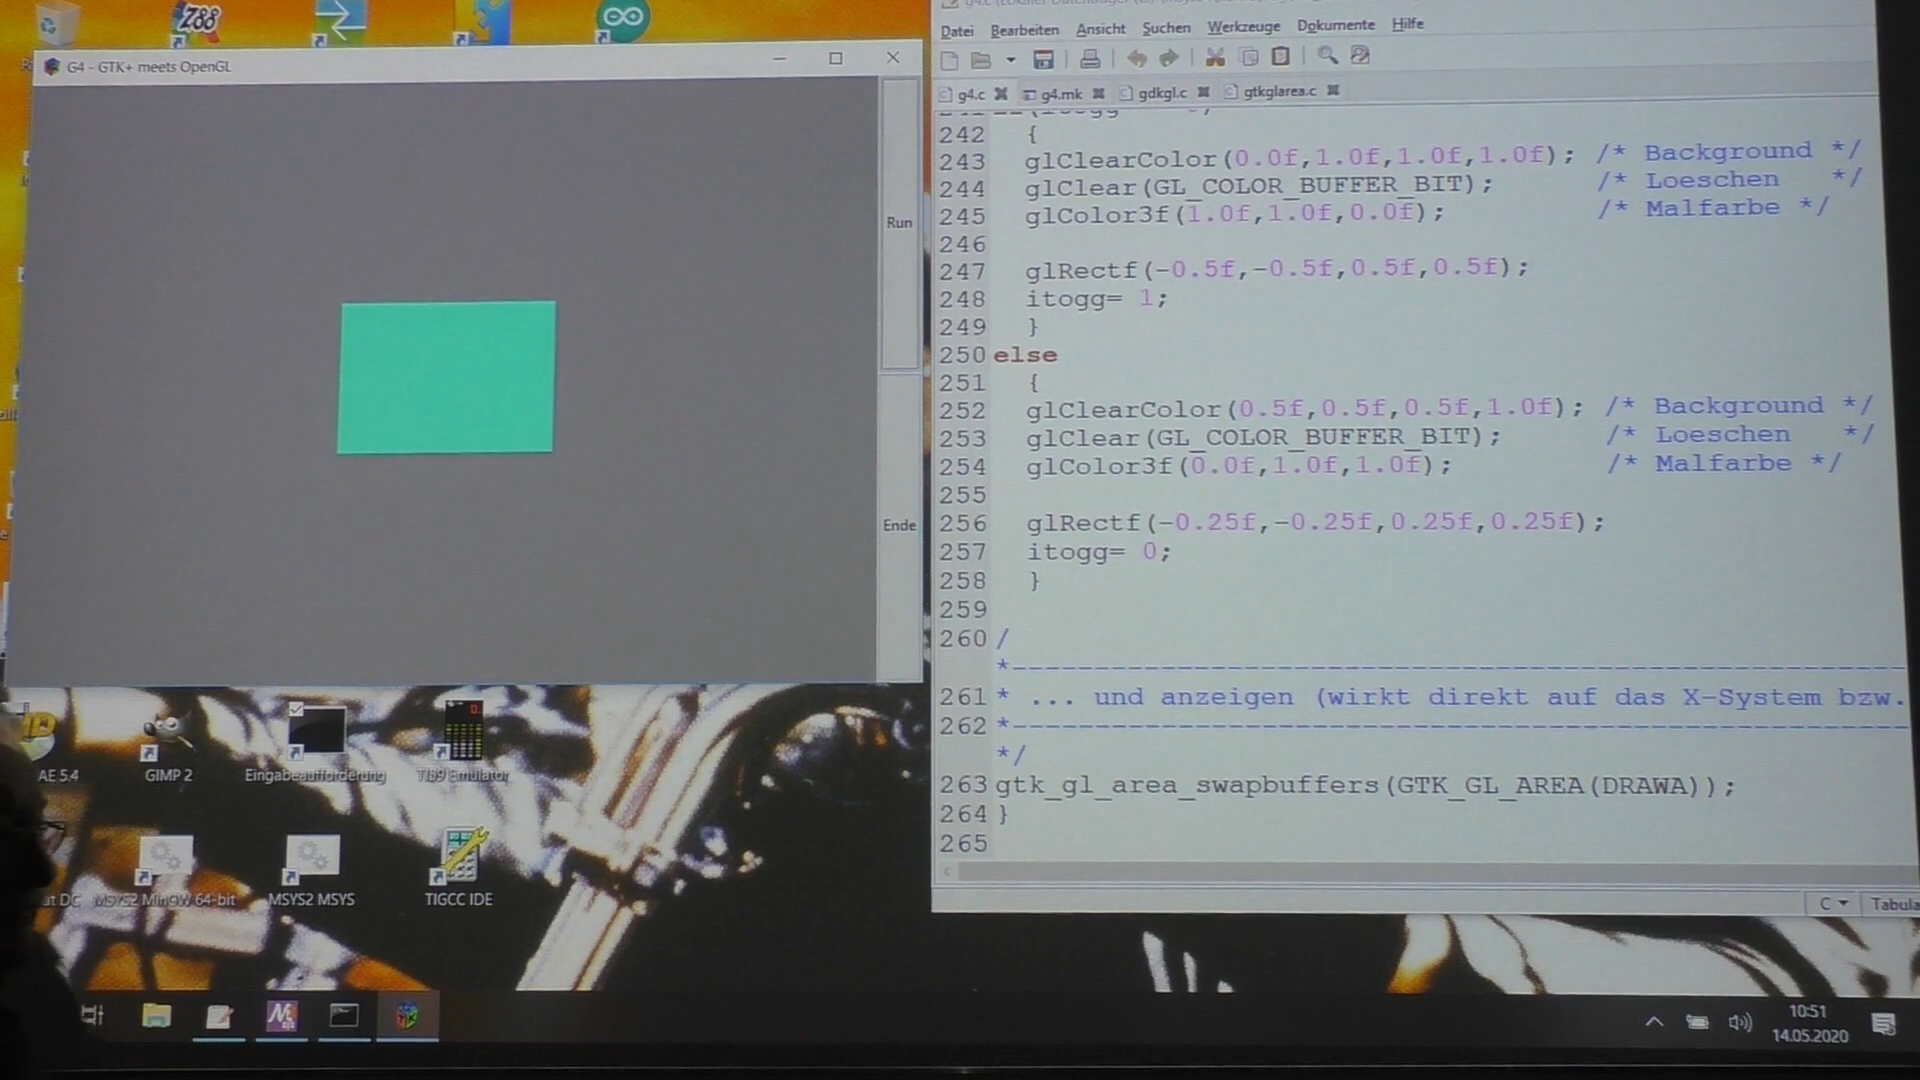 Z88
G4 - GTK+ meets OpenGL
Run
Ende
AE 5.4
GIMP 2
Eingabeaufforderung
TI89 Emulator
at DC
MSYS2 MinGW 64-bit
MSYS2 MSYS
TIGCC IDE
Datei Bearbeiten Ansicht Suchen Werkzeuge Dokumente Hilfe
g4.c g4.mk gdkgl.c gtkglarea.c
242 {
243 glClearColor(0.0f,1.0f,1.0f,1.0f); /* Background */
244 glClear(GL_COLOR_BUFFER_BIT); /* Loeschen */
245 glColor3f(1.0f,1.0f,0.0f); /* Malfarbe */
246
247 glRectf(-0.5f,-0.5f,0.5f,0.5f);
248 itogg= 1;
249 }
250 else
251 {
252 glClearColor(0.5f,0.5f,0.5f,1.0f); /* Background */
253 glClear(GL_COLOR_BUFFER_BIT); /* Loeschen */
254 glColor3f(0.0f,1.0f,1.0f); /* Malfarbe */
255
256 glRectf(-0.25f,-0.25f,0.25f,0.25f);
257 itogg= 0;
258 }
259
260 /
*-------------------------------------------------------
261 * ... und anzeigen (wirkt direkt auf das X-System bzw.
262 *-------------------------------------------------------
*/
263 gtk_gl_area_swapbuffers(GTK_GL_AREA(DRAWA));
264 }
265
C Tabula
10:51
14.05.2020